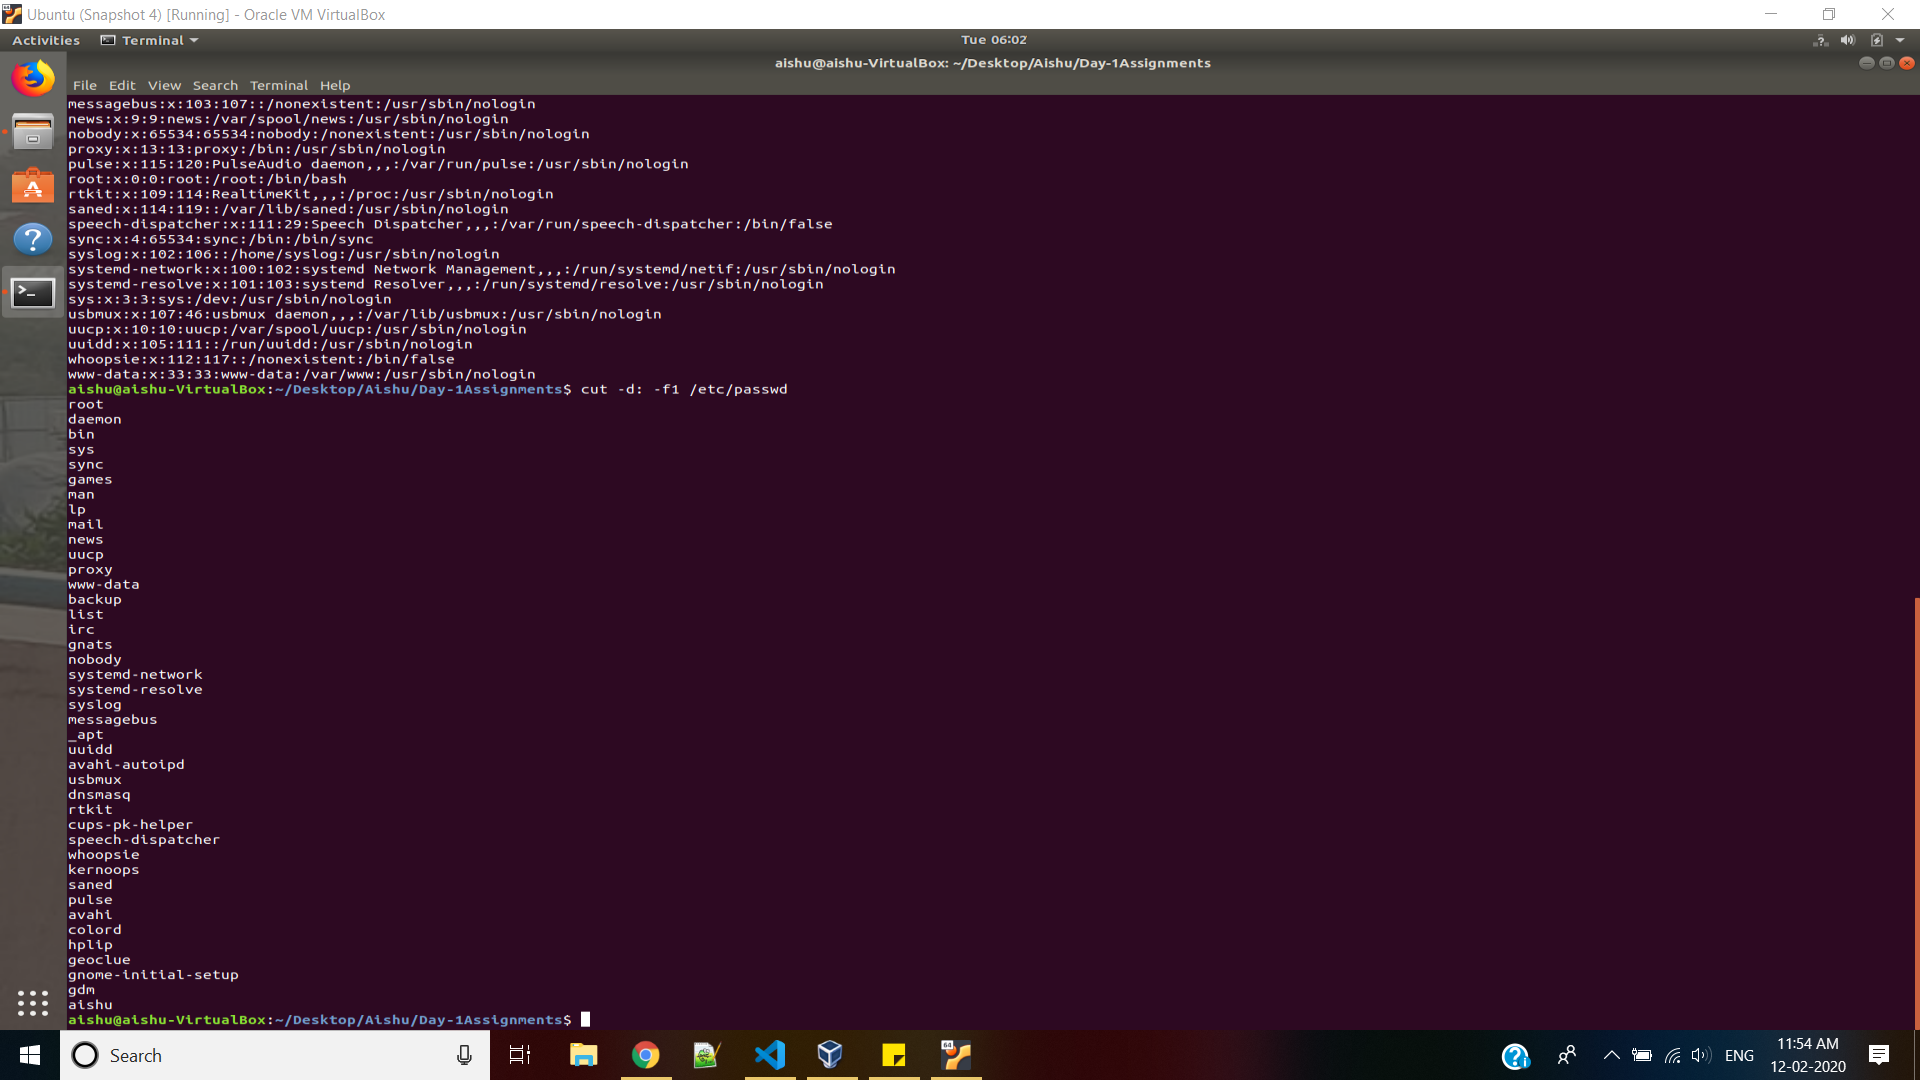 Ubuntu (Snapshot 4) [Running] - Oracle VM VirtualBox
Activities Terminal Tue 06:02
aishu@aishu-VirtualBox: ~/Desktop/Aishu/Day-1Assignments
File Edit View Search Terminal Help
messagebus:x:103:107::/nonexistent:/usr/sbin/nologin
news:x:9:9:news:/var/spool/news:/usr/sbin/nologin
nobody:x:65534:65534:nobody:/nonexistent:/usr/sbin/nologin
proxy:x:13:13:proxy:/bin:/usr/sbin/nologin
pulse:x:115:120:PulseAudio daemon,,,:/var/run/pulse:/usr/sbin/nologin
root:x:0:0:root:/root:/bin/bash
rtkit:x:109:114:RealtimeKit,,,:/proc:/usr/sbin/nologin
saned:x:114:119::/var/lib/saned:/usr/sbin/nologin
speech-dispatcher:x:111:29:Speech Dispatcher,,,:/var/run/speech-dispatcher:/bin/false
sync:x:4:65534:sync:/bin:/bin/sync
syslog:x:102:106::/home/syslog:/usr/sbin/nologin
systemd-network:x:100:102:systemd Network Management,,,:/run/systemd/netif:/usr/sbin/nologin
systemd-resolve:x:101:103:systemd Resolver,,,:/run/systemd/resolve:/usr/sbin/nologin
sys:x:3:3:sys:/dev:/usr/sbin/nologin
usbmux:x:107:46:usbmux daemon,,,:/var/lib/usbmux:/usr/sbin/nologin
uucp:x:10:10:uucp:/var/spool/uucp:/usr/sbin/nologin
uuidd:x:105:111::/run/uuidd:/usr/sbin/nologin
whoopsie:x:112:117::/nonexistent:/bin/false
www-data:x:33:33:www-data:/var/www:/usr/sbin/nologin
aishu@aishu-VirtualBox:~/Desktop/Aishu/Day-1Assignments$ cut -d: -f1 /etc/passwd
root
daemon
bin
sys
sync
games
man
lp
mail
news
uucp
proxy
www-data
backup
list
irc
gnats
nobody
systemd-network
systemd-resolve
syslog
messagebus
_apt
uuidd
avahi-autoipd
usbmux
dnsmasq
rtkit
cups-pk-helper
speech-dispatcher
whoopsie
kernoops
saned
pulse
avahi
colord
hplip
geoclue
gnome-initial-setup
gdm
aishu
aishu@aishu-VirtualBox:~/Desktop/Aishu/Day-1Assignments$
Search
64
ENG
11:54 AM
12-02-2020